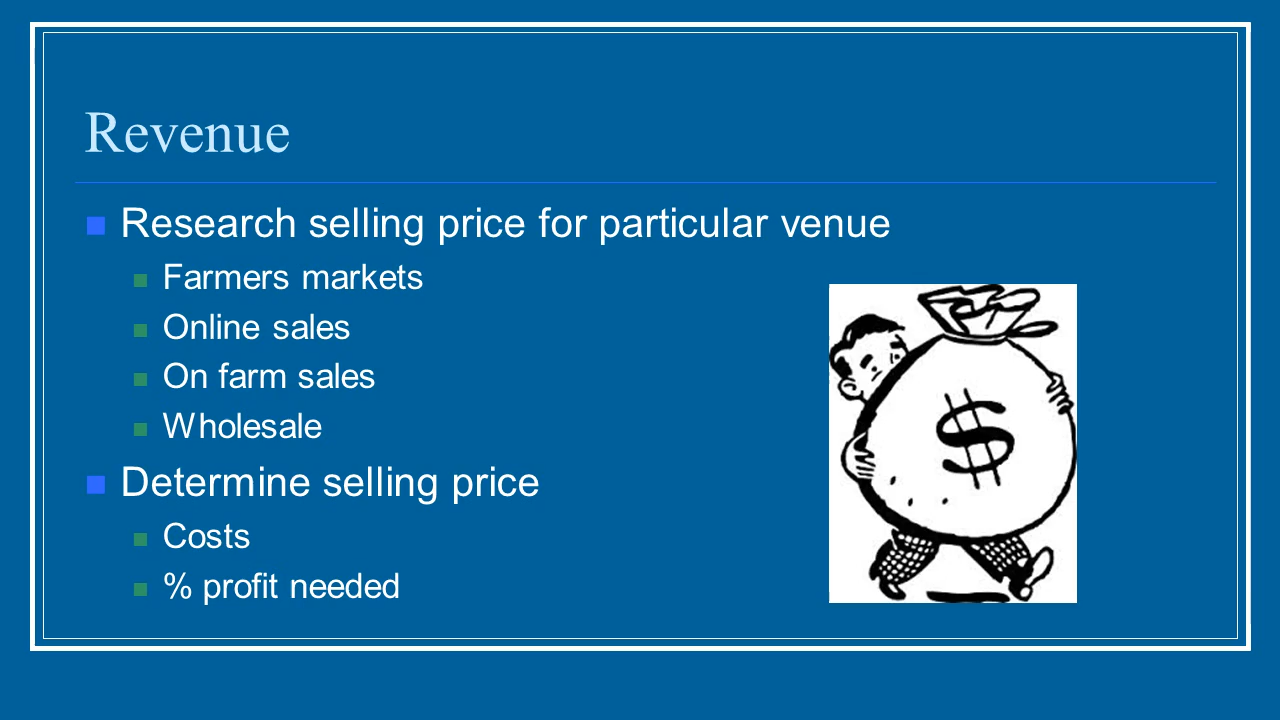 Revenue
Research selling price for particular venue
Farmers markets
Online sales
On farm sales
Wholesale
Determine selling price
Costs
% profit needed
$